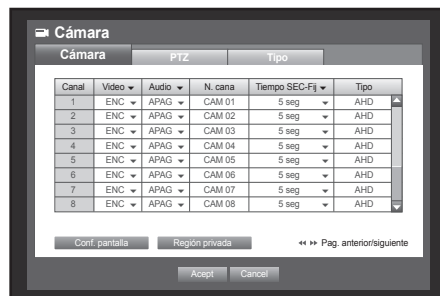 Cámara
Cámara PTZ Tipo
Canal Video Audio N. cana Tiempo SEC-Fij Tipo
1 ENC APAG CAM 01 5 seg AHD
2 ENC APAG CAM 02 5 seg AHD
3 ENC APAG CAM 03 5 seg AHD
4 ENC APAG CAM 04 5 seg AHD
5 ENC APAG CAM 05 5 seg AHD
6 ENC APAG CAM 06 5 seg AHD
7 ENC APAG CAM 07 5 seg AHD
8 ENC APAG CAM 08 5 seg AHD
Conf. pantalla Región privada Pag. anterior/siguiente
Acept Cancel